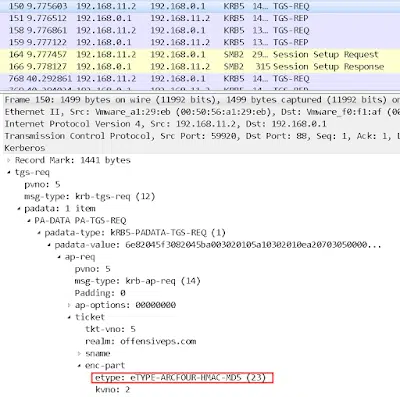 150 9.775603 192.168.11.2 192.168.0.1 KRB5 14… TGS-REQ
151 9.776512 192.168.0.1 192.168.11.2 KRB5 14… TGS-REP
158 9.776861 192.168.11.2 192.168.0.1 KRB5 13… TGS-REQ
159 9.777122 192.168.0.1 192.168.11.2 KRB5 13… TGS-REP
164 9.777457 192.168.11.2 192.168.0.1 SMB2 29… Session Setup Request
166 9.778127 192.168.0.1 192.168.11.2 SMB2 315 Session Setup Response
768 40.292861 192.168.11.2 192.168.0.1 KRB5 14… TGS-REQ
Frame 150: 1499 bytes on wire (11992 bits), 1499 bytes captured (11992 bits) on
Ethernet II, Src: Vmware_a1:29:eb (00:50:56:a1:29:eb), Dst: Vmware_f0:f1:af (00
Internet Protocol Version 4, Src: 192.168.11.2, Dst: 192.168.0.1
Transmission Control Protocol, Src Port: 59920, Dst Port: 88, Seq: 1, Ack: 1,
Kerberos
Record Mark: 1441 bytes
tgs-req
pvno: 5
msg-type: krb-tgs-req (12)
padata: 1 item
PA-DATA PA-TGS-REQ
padata-type: kRB5-PADATA-TGS-REQ (1)
padata-value: 6e82045f3082045ba003020105a10302010ea20703050000...
ap-req
pvno: 5
msg-type: krb-ap-req (14)
Padding: 0
ap-options: 00000000
ticket
tkt-vno: 5
realm: offensiveps.com
sname
enc-part
etype: eTYPE-ARCFOUR-HMAC-MD5 (23)
kvno: 2